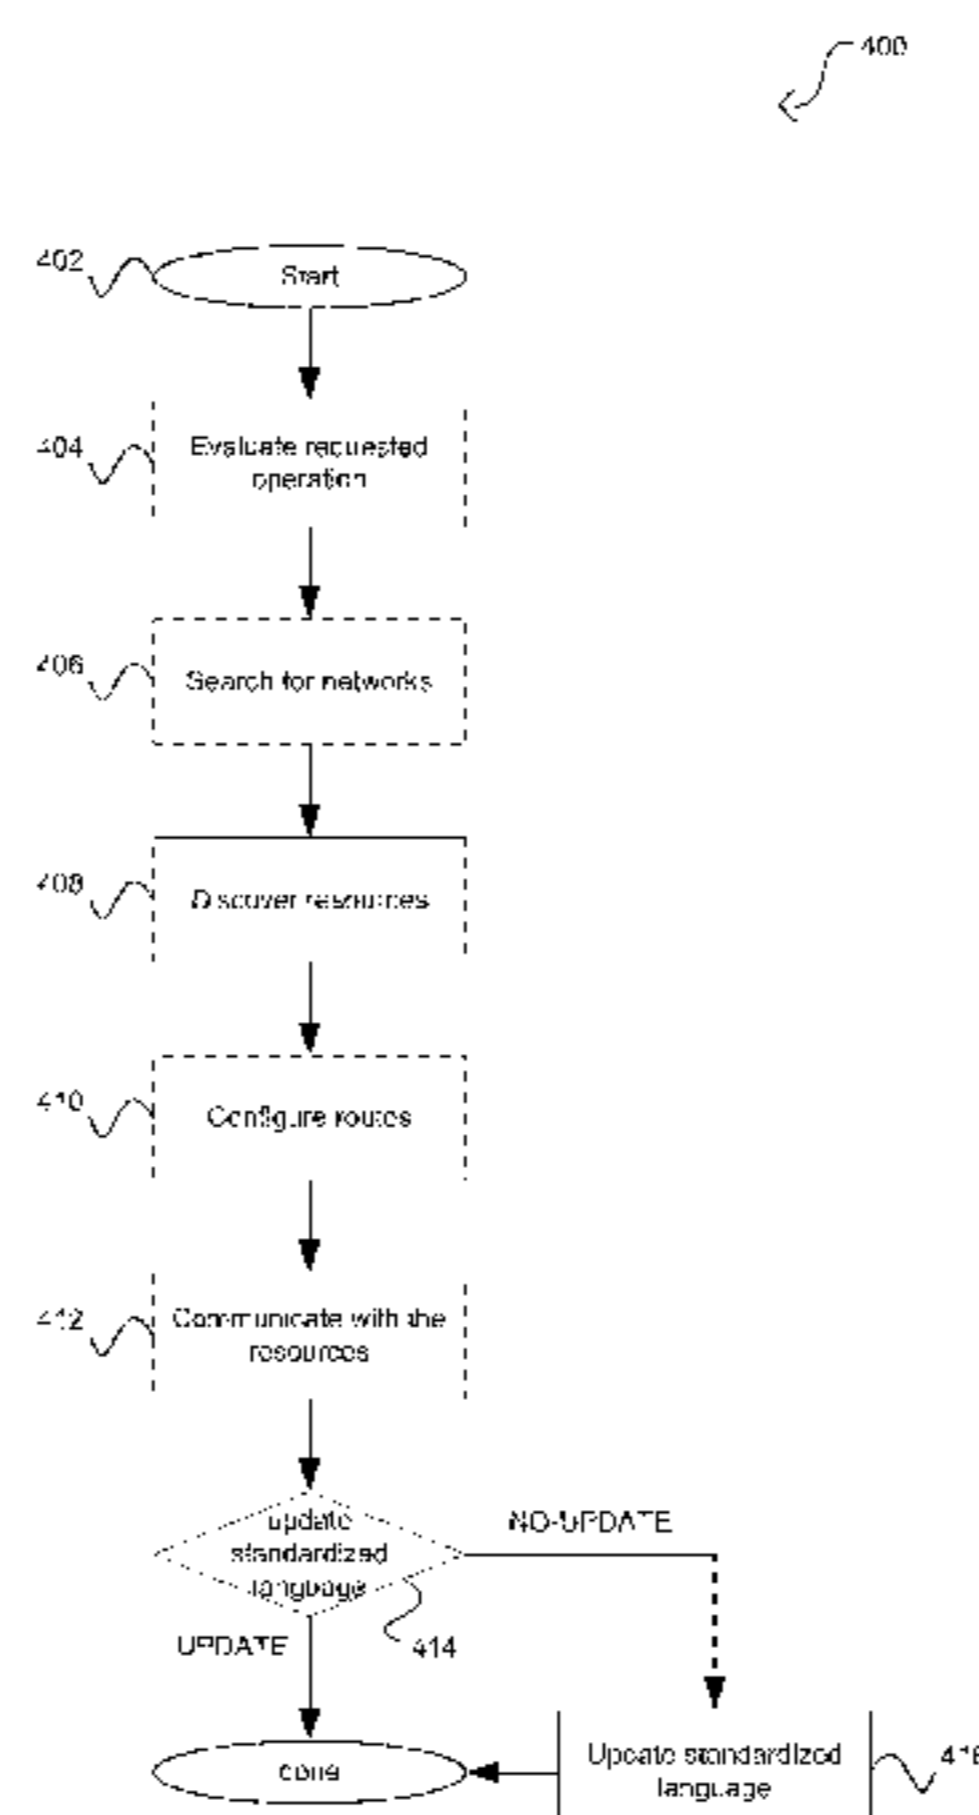 400
402
Start
404
Evaluate requested
operation
406
Search for networks
408
Discover resources
410
Configure routes
412
Communicate with the
resources
update
standardized
language
NO-UPDATE
UPDATE
414
done
Update standardized
language